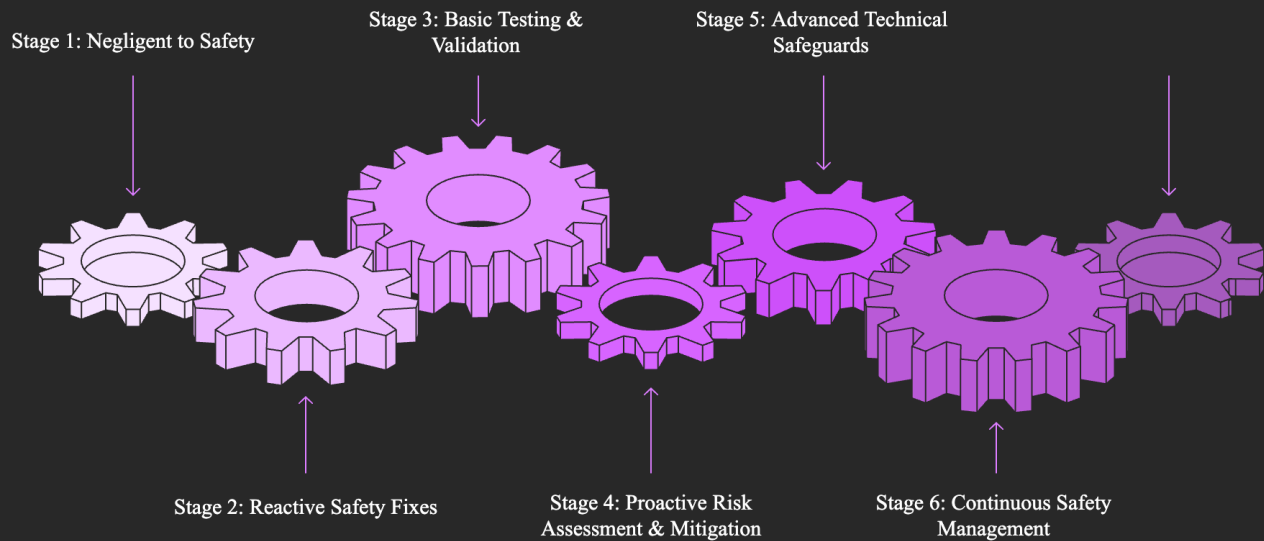 Stage 1: Negligent to Safety
Stage 3: Basic Testing &
Validation
Stage 5: Advanced Technical
Safeguards
Stage 2: Reactive Safety Fixes
Stage 4: Proactive Risk
Assessment & Mitigation
Stage 6: Continuous Safety
Management